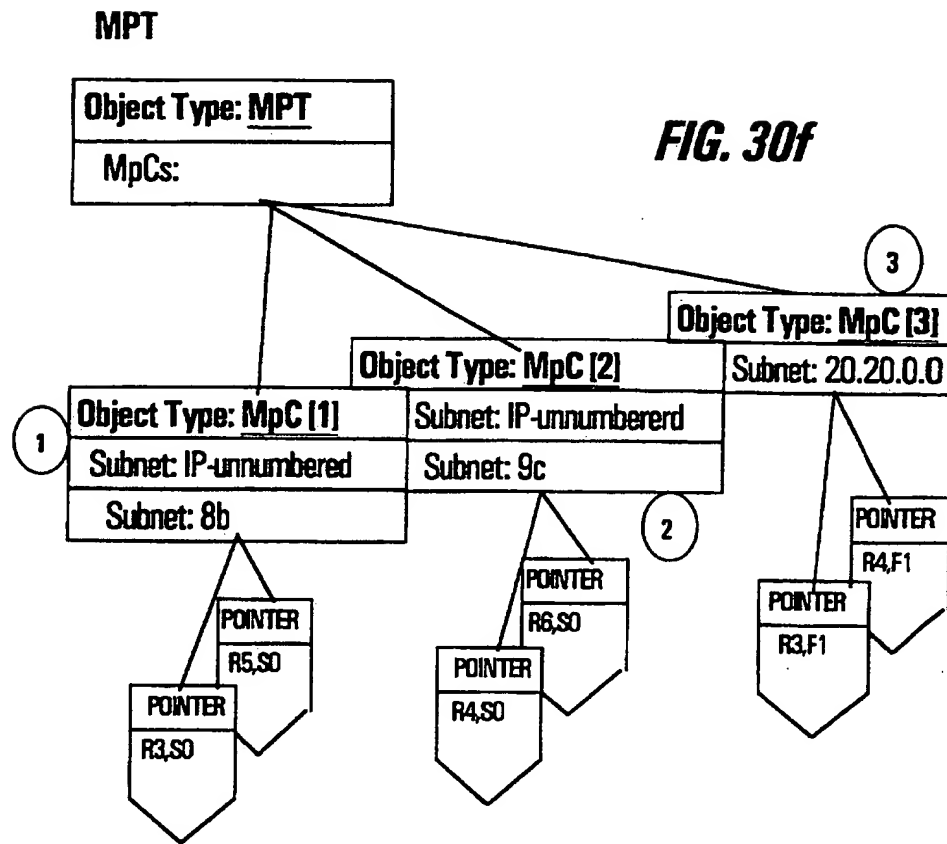 MPT
Object Type: MPT
MpCs:
FIG. 30f
3
Object Type: MpC [3]
Subnet: 20.20.0.0
Object Type: MpC [2]
Subnet: IP-unnumbererd
Subnet: 9c
2
1
Object Type: MpC [1]
Subnet: IP-unnumbered
Subnet: 8b
POINTER
R3,S0
POINTER
R5,S0
POINTER
R4,S0
POINTER
R6,S0
POINTER
R3,F1
POINTER
R4,F1